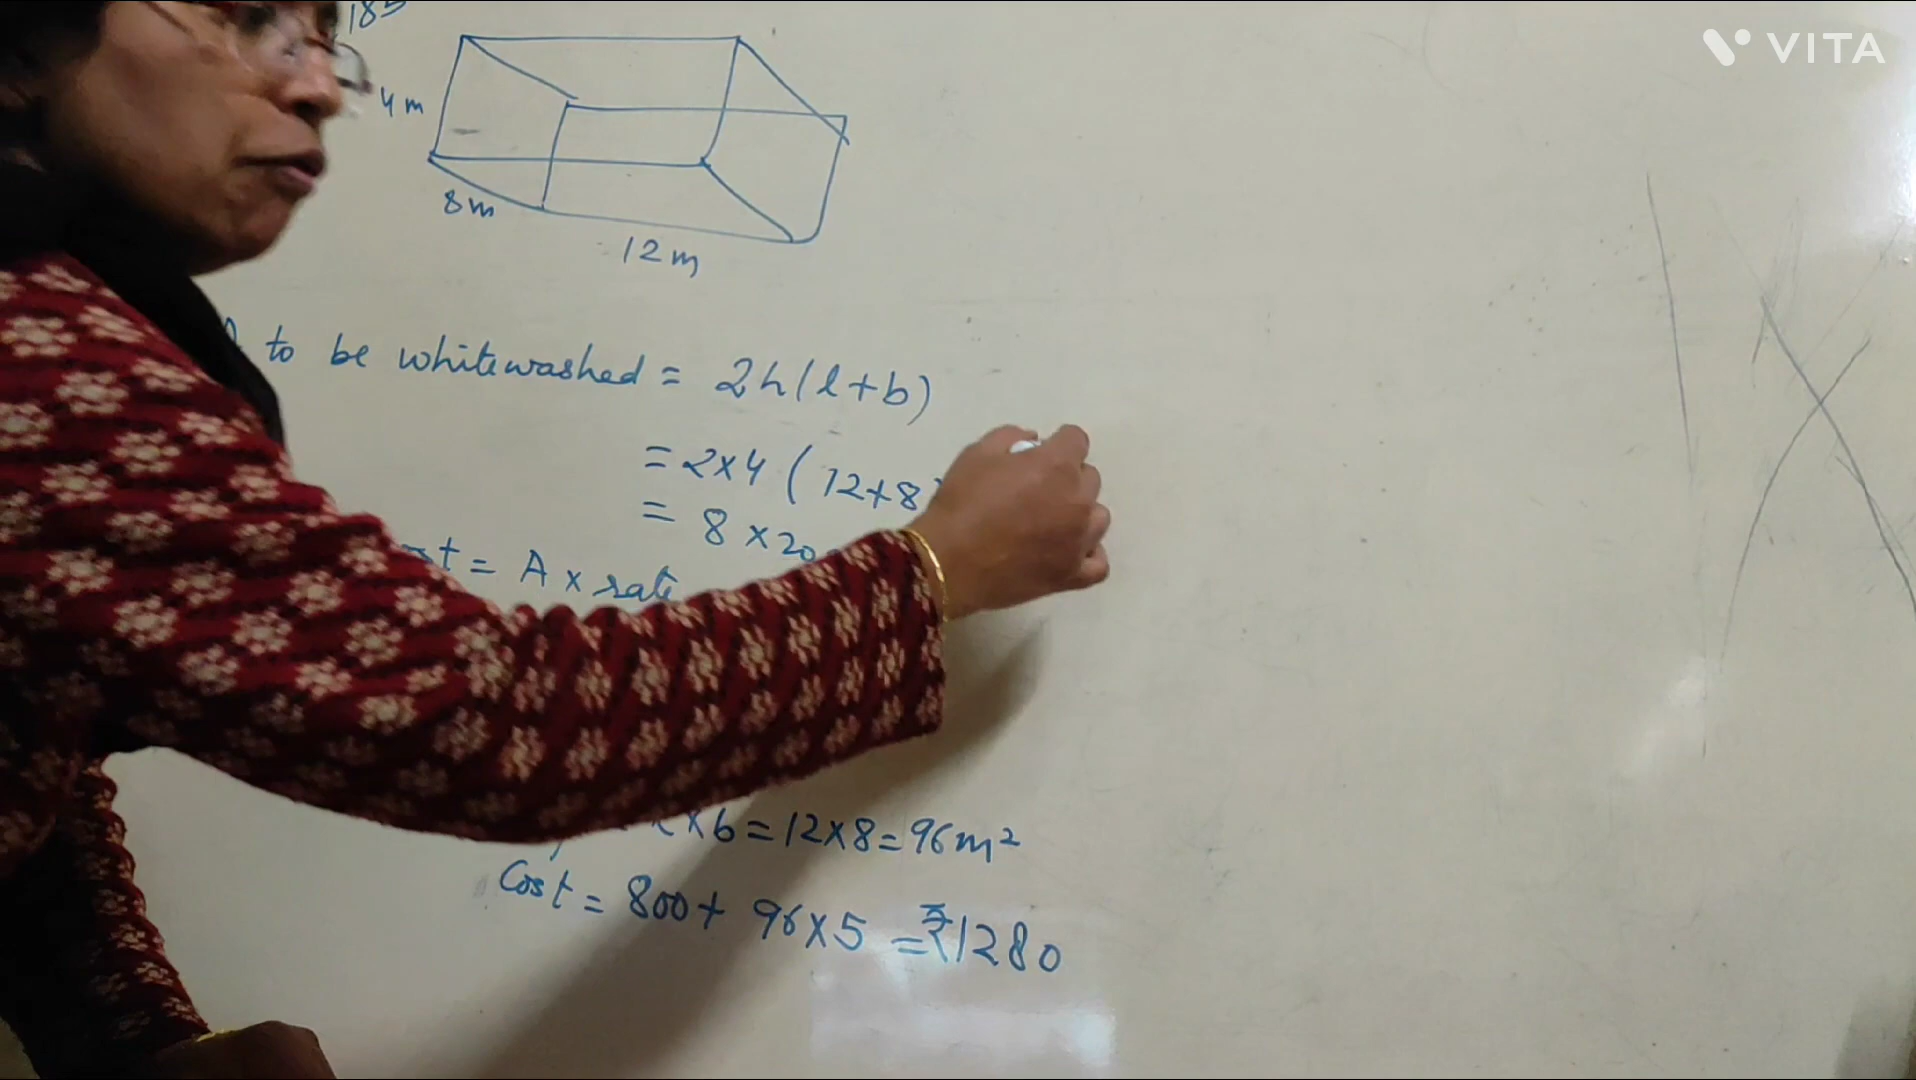 185
VITA
4m
8m
12m
to be whitewashed = 2h(l+b)
= 2×4 (12+8
= 8 ×20
t = A × rate
×b=12×8=96m²
Cost = 800+ 96×5 =₹1280